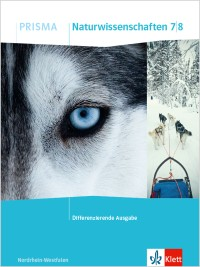 PRISMA
Naturwissenschaften 7|8
Differenzierende Ausgabe
Nordrhein-Westfalen
Klett